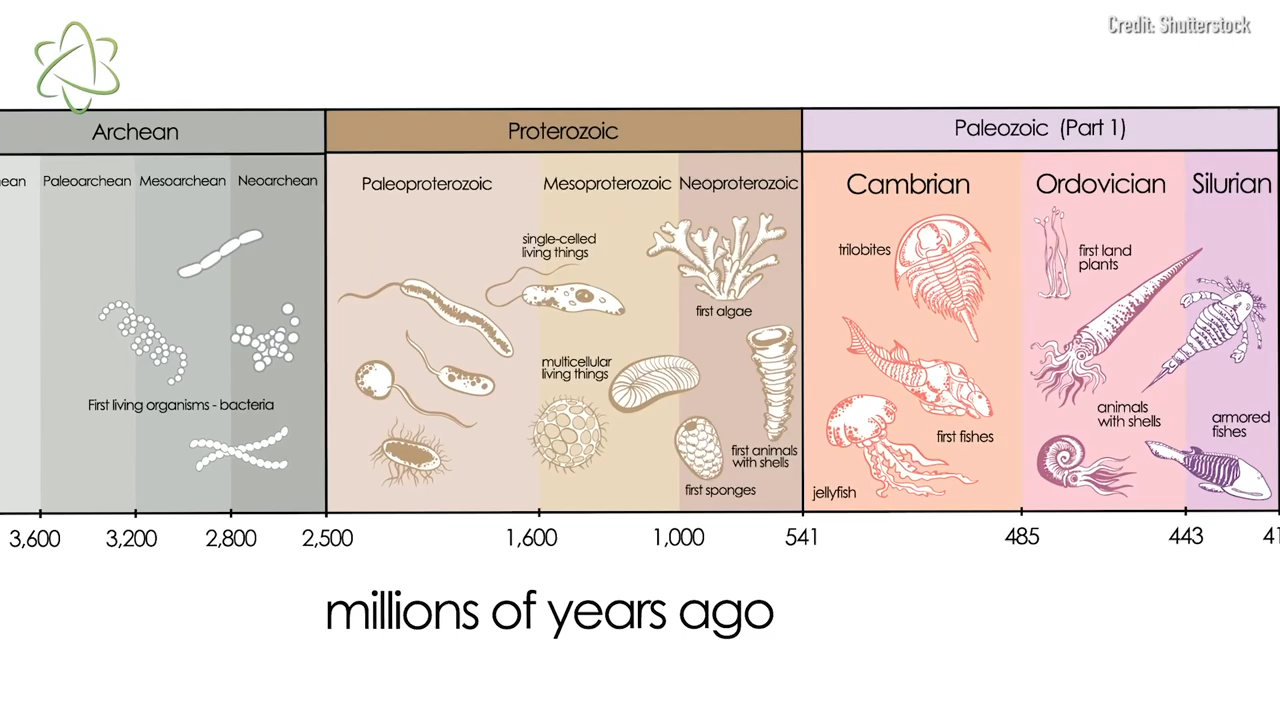 Credit: Shutterstock
Archean
Proterozoic
Paleozoic (Part 1)
Paleoarchean
Mesoarchean
Neoarchean
Paleoproterozoic
Mesoproterozoic
Neoproterozoic
Cambrian
Ordovician
Silurian
First living organisms - bacteria
single-celled
living things
multicellular
living things
first algae
first animals
with shells
first sponges
trilobites
first fishes
jellyfish
first land
plants
animals
with shells
armored
fishes
3,600
3,200
2,800
2,500
1,600
1,000
541
485
443
millions of years ago